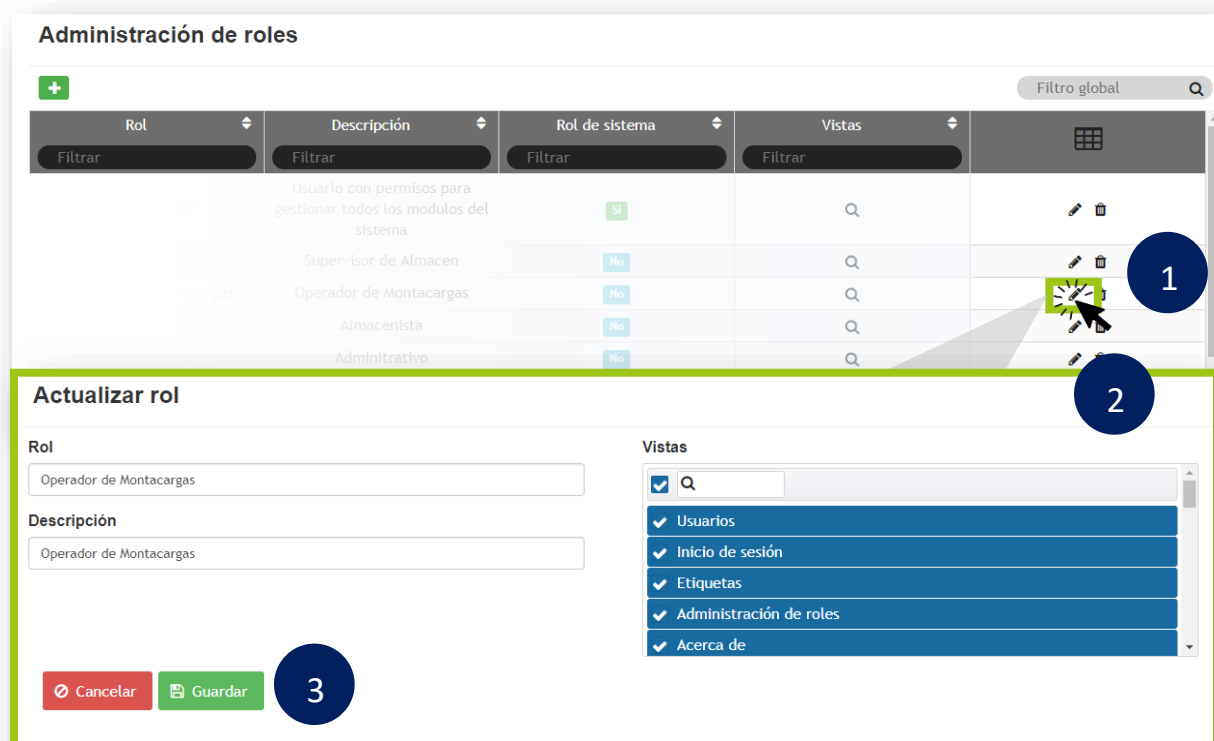 Administración de roles
Filtro global
Rol Descripción Rol de sistema Vistas
Filtrar Filtrar Filtrar Filtrar
Usuario con permisos para
gestionar todos los modulos del
sistema
Si
Supervisor de Almacen No
1
Operador de Montacargas No
Almacenista No
Adminitrativo No
Actualizar rol
2
Rol
Operador de Montacargas
Descripción
Operador de Montacargas
Vistas
Usuarios
Inicio de sesión
Etiquetas
Administración de roles
Acerca de
Cancelar Guardar
3